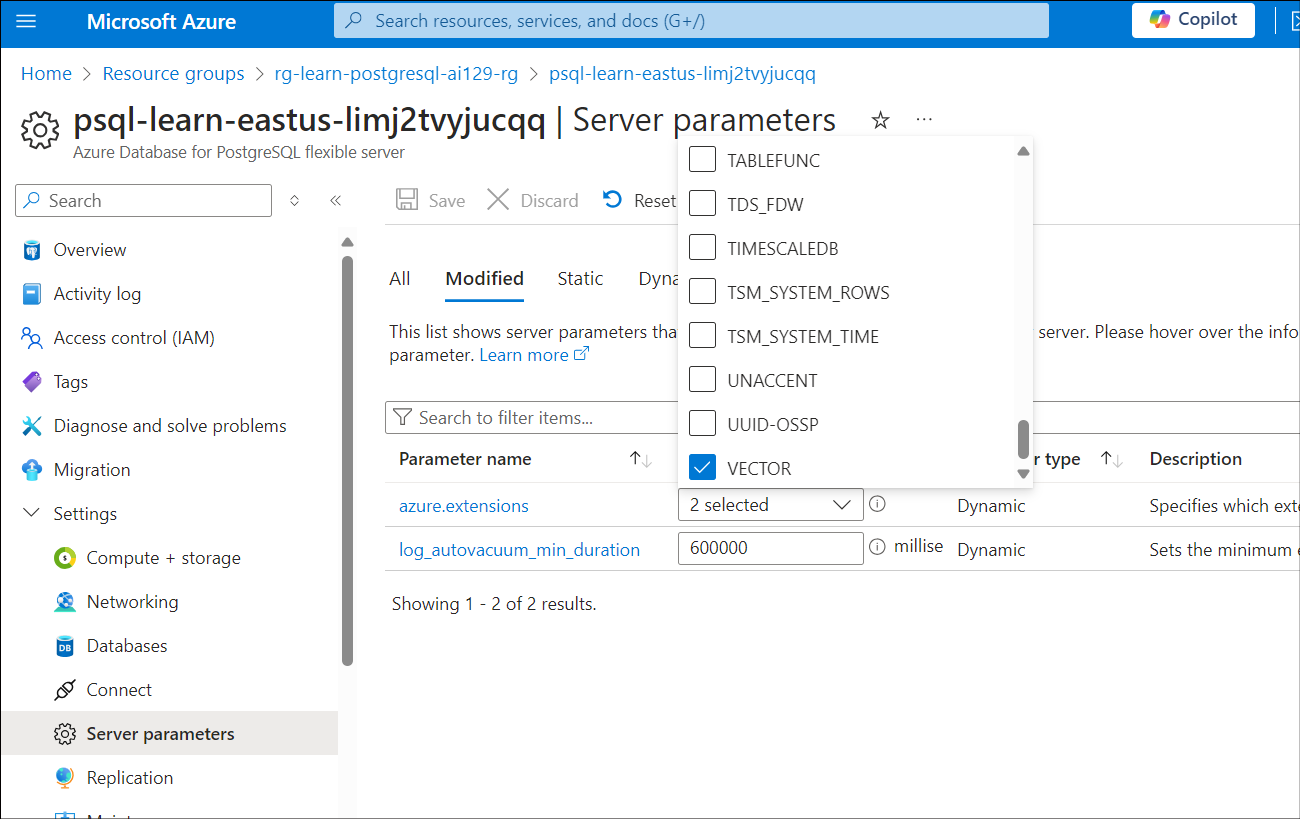 Microsoft Azure
Search resources, services, and docs (G+/)
Copilot
Home > Resource groups > rg-learn-postgresql-ai129-rg > psql-learn-eastus-limj2tvyjucqq
psql-learn-eastus-limj2tvyjucqq | Server parameters
Azure Database for PostgreSQL flexible server
Search
Overview
Activity log
Access control (IAM)
Tags
Diagnose and solve problems
Migration
Settings
Compute + storage
Networking
Databases
Connect
Server parameters
Replication
Save
Discard
Reset
All
Modified
Static
Dyna
This list shows server parameters tha
server. Please hover over the info
parameter. Learn more
Search to filter items...
TABLEFUNC
TDS_FDW
TIMESCALEDB
TSM_SYSTEM_ROWS
TSM_SYSTEM_TIME
UNACCENT
UUID-OSSP
VECTOR
Parameter name
r type
Description
azure.extensions
2 selected
Dynamic
Specifies which exte
log_autovacuum_min_duration
600000
millise
Dynamic
Sets the minimum e
Showing 1 - 2 of 2 results.